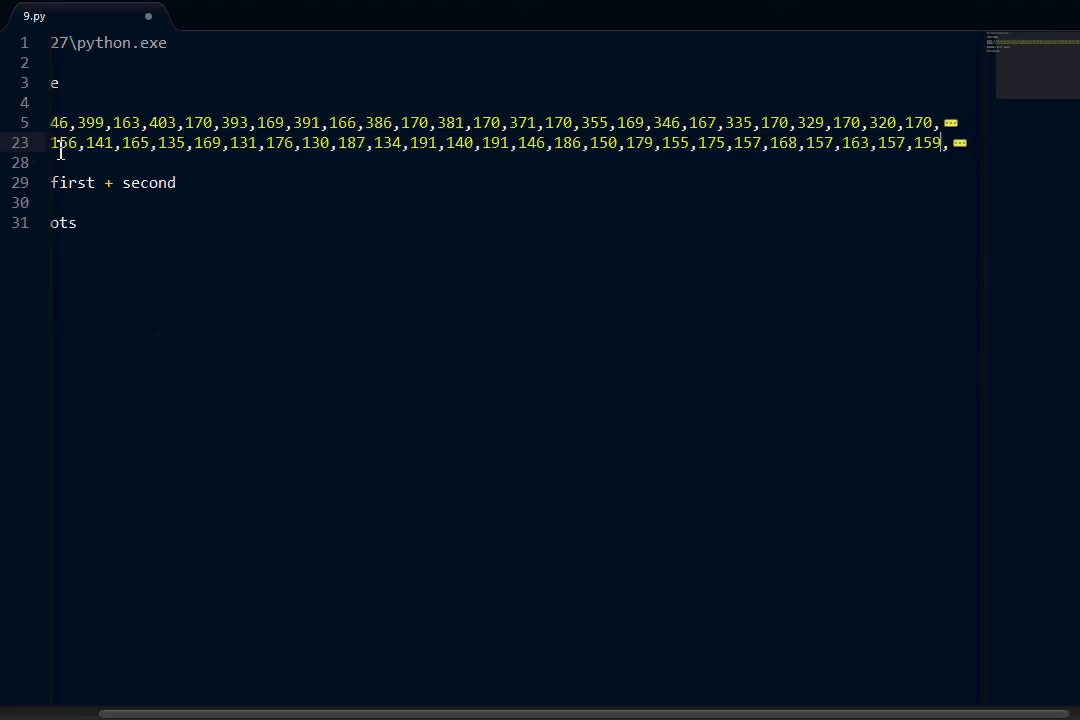 9.py
1 27\python.exe
2
3 e
4
5 46,399,163,403,170,393,169,391,166,386,170,381,170,371,170,355,169,346,167,335,170,329,170,320,170,
23 156,141,165,135,169,131,176,130,187,134,191,140,191,146,186,150,179,155,175,157,168,157,163,157,159,
28
29 first + second
30
31 ots